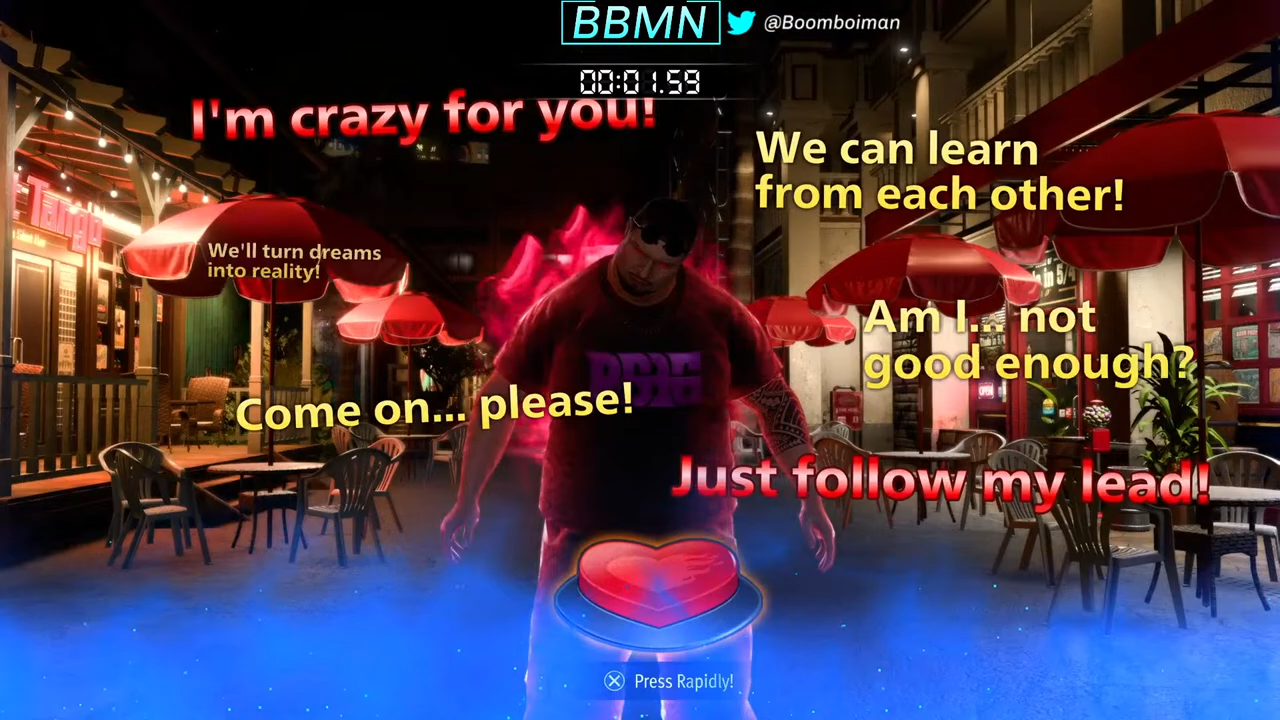 BBMN
@Boomboiman
00:01.59
I'm crazy for you!
We can learn
from each other!
We'll turn dreams
into reality!
Tango
Am I... not
good enough?
Come on... please!
Just follow my lead!
Press Rapidly!